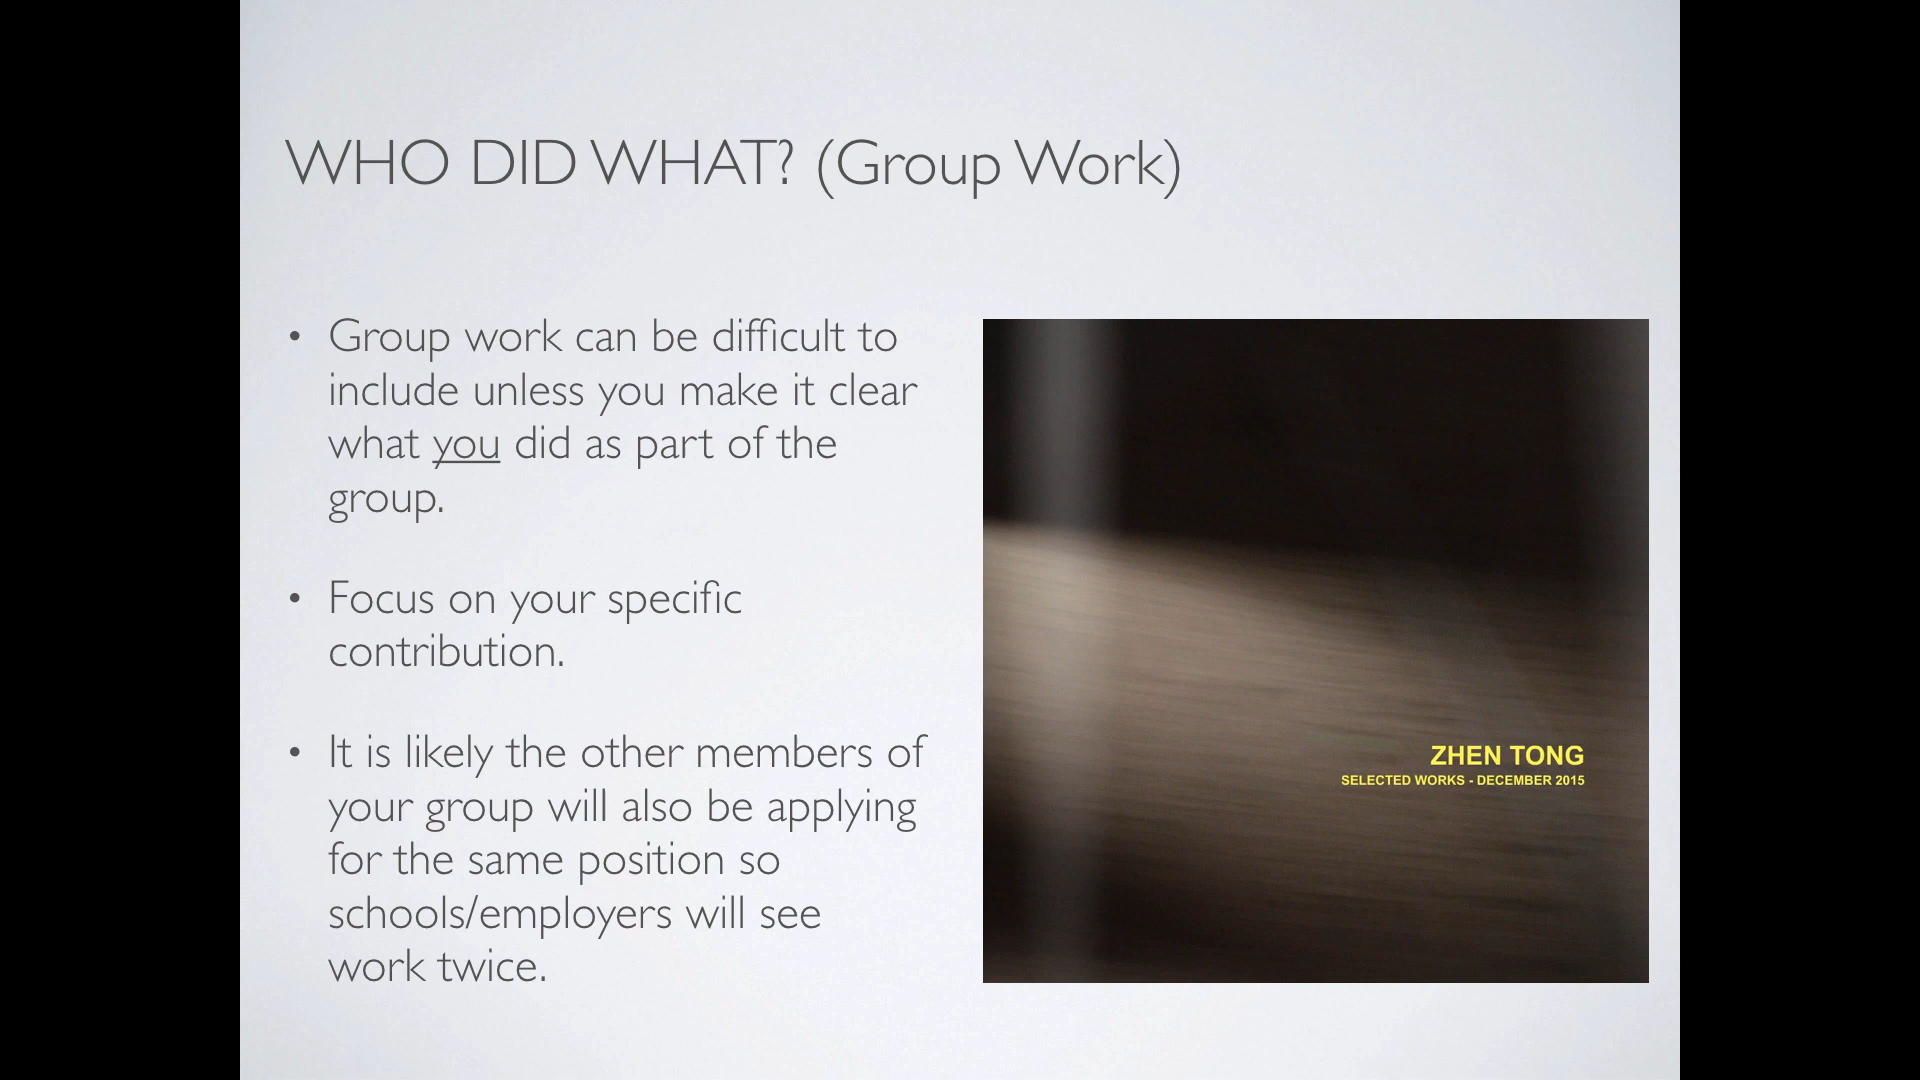 WHO DID WHAT? (Group Work)
• Group work can be difficult to
include unless you make it clear
what you did as part of the
group.
• Focus on your specific
contribution.
• It is likely the other members of
your group will also be applying
for the same position so
schools/employers will see
work twice.
ZHEN TONG
SELECTED WORKS - DECEMBER 2015